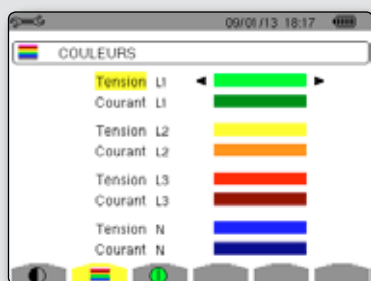 09/01/13 18:17
COULEURS
Tension L1
Courant L1
Tension L2
Courant L2
Tension L3
Courant L3
Tension N
Courant N